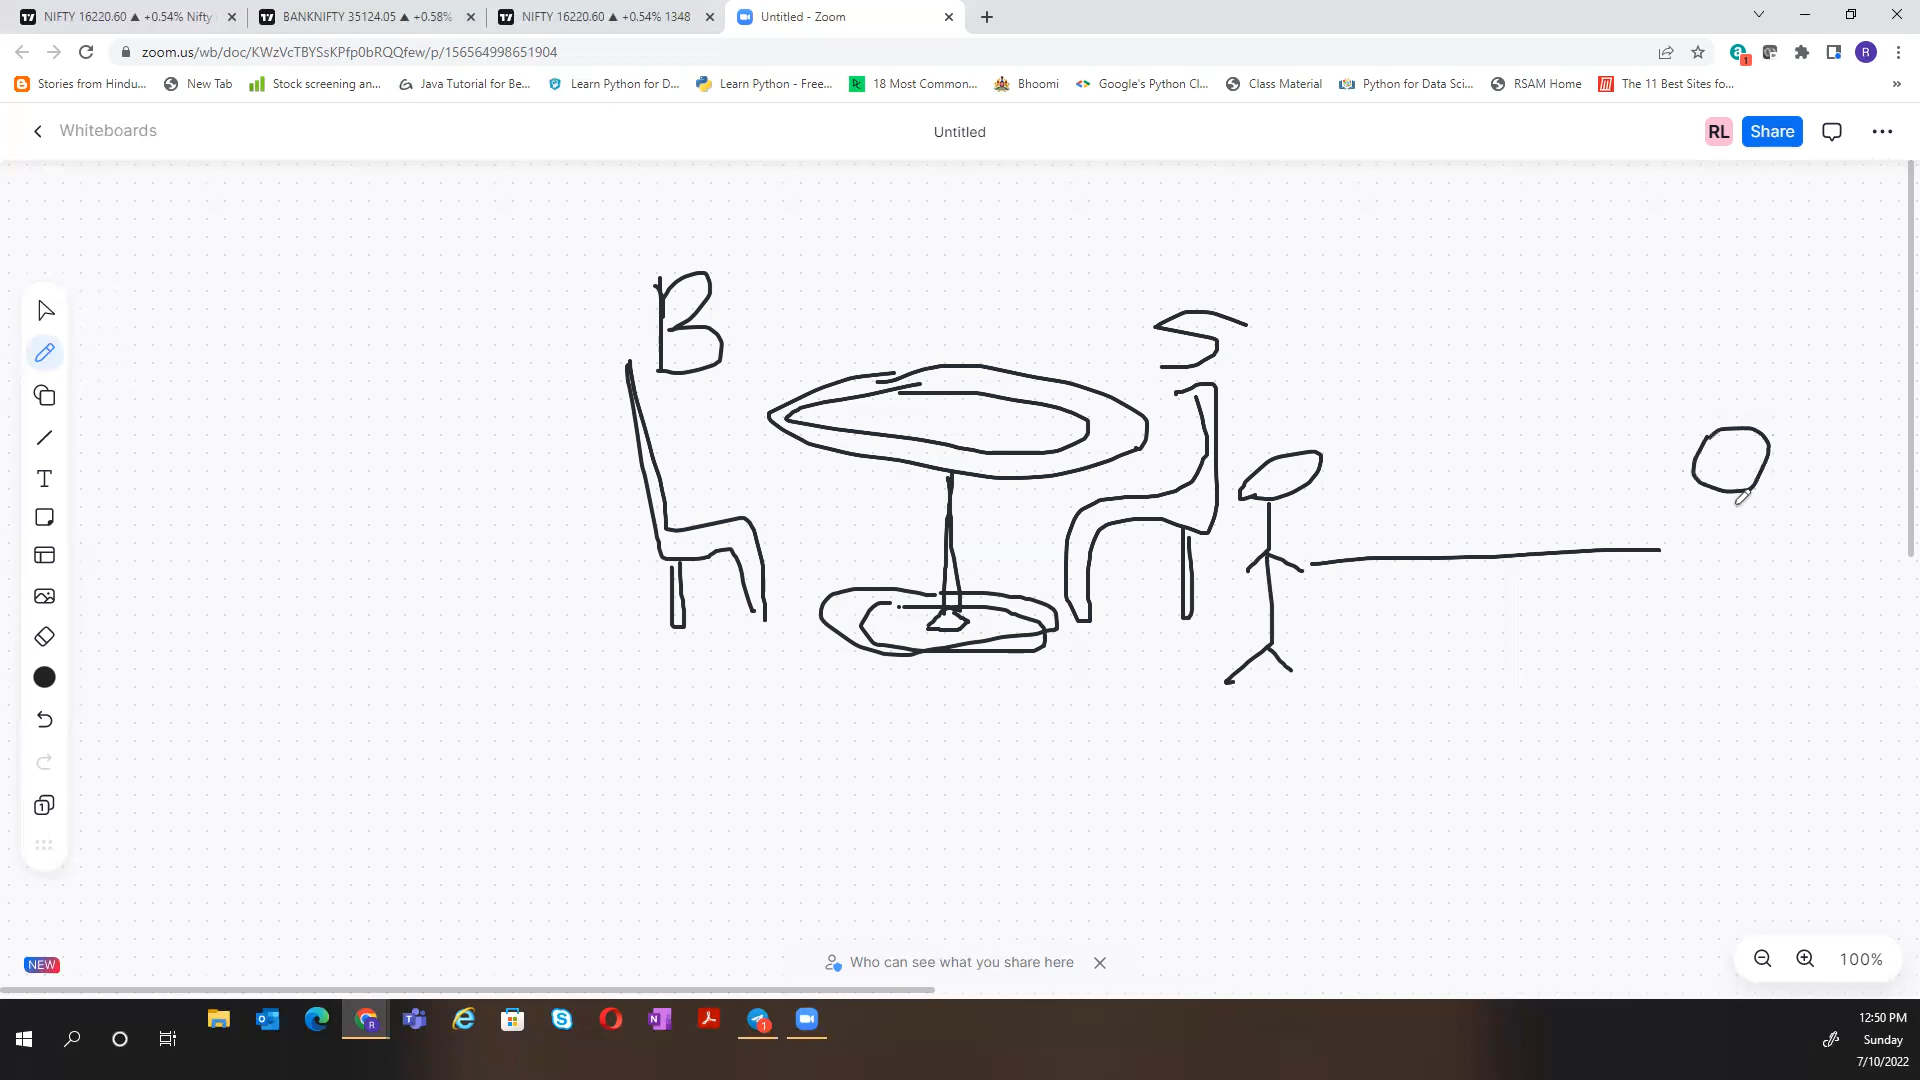 NIFTY 16220.60 ▲ +0.54% Nifty
BANKNIFTY 35124.05 ▲ +0.58%
NIFTY 16220.60 ▲ +0.54% 1348
Untitled - Zoom
zoom.us/wb/doc/KWzVcTBYSsKPfp0bRQQfew/p/156564998651904
a
1
R
Stories from Hindu...
New Tab
Stock screening an...
Java Tutorial for Be...
Learn Python for D...
Learn Python - Free...
18 Most Common...
Bhoomi
Google's Python Cl...
Class Material
Python for Data Sci...
RSAM Home
The 11 Best Sites fo...
Whiteboards
Untitled
RL
Share
B
S
T
1
NEW
Who can see what you share here
100%
1
12:50 PM
Sunday
7/10/2022